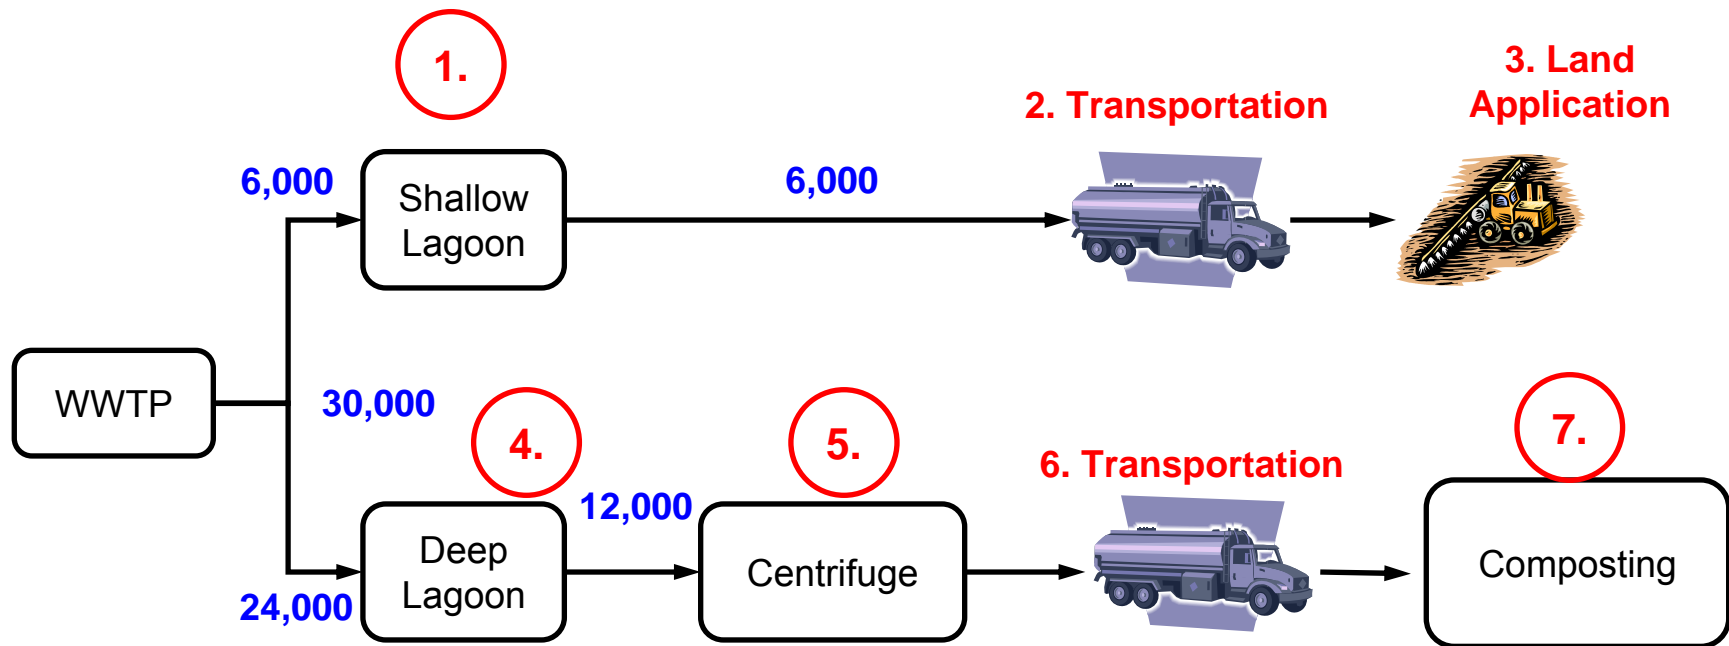 1.
3. Land
Application
2. Transportation
6,000
Shallow
Lagoon
6,000
WWTP
30,000
4.
5.
7.
6. Transportation
12,000
Deep
Lagoon
Centrifuge
Composting
24,000